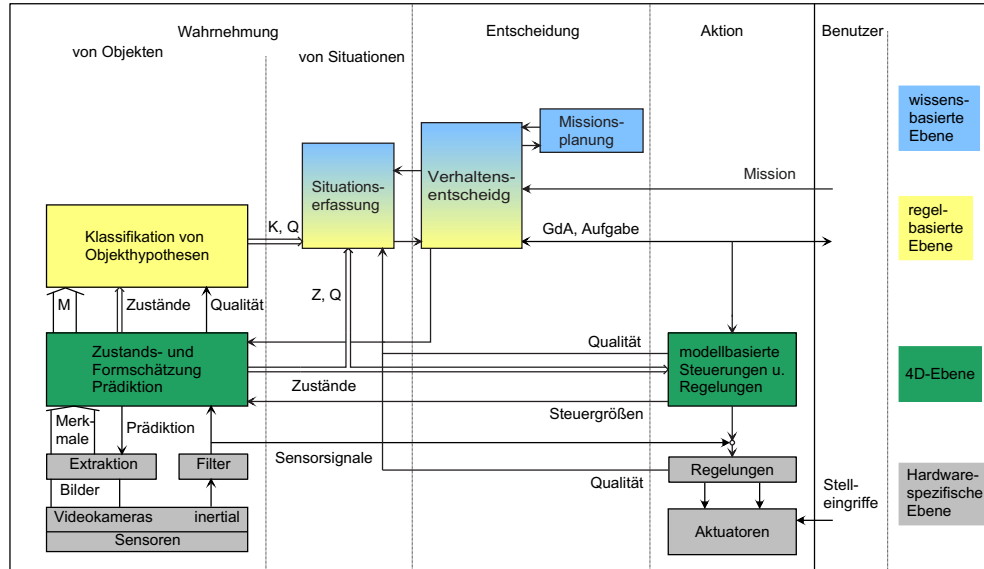 Wahrnehmung
Entscheidung
Aktion
Benutzer
von Objekten
von Situationen
wissens-
basierte
Ebene
Missions-
planung
Verhaltens-
entscheidg
Situations-
erfassung
Mission
K, Q
GdA, Aufgabe
regel-
basierte
Ebene
Klassifikation von
Objekthypothesen
Z, Q
M
Zustände
Qualität
Zustands- und
Formschätzung
Prädiktion
Qualität
modellbasierte
Steuerungen u.
Regelungen
4D-Ebene
Zustände
Steuergrößen
Merk-
male
Prädiktion
Sensorsignale
Extraktion
Filter
Regelungen
Qualität
Bilder
Stell-
eingriffe
Hardware-
spezifische
Ebene
Videokameras
inertial
Sensoren
Aktuatoren